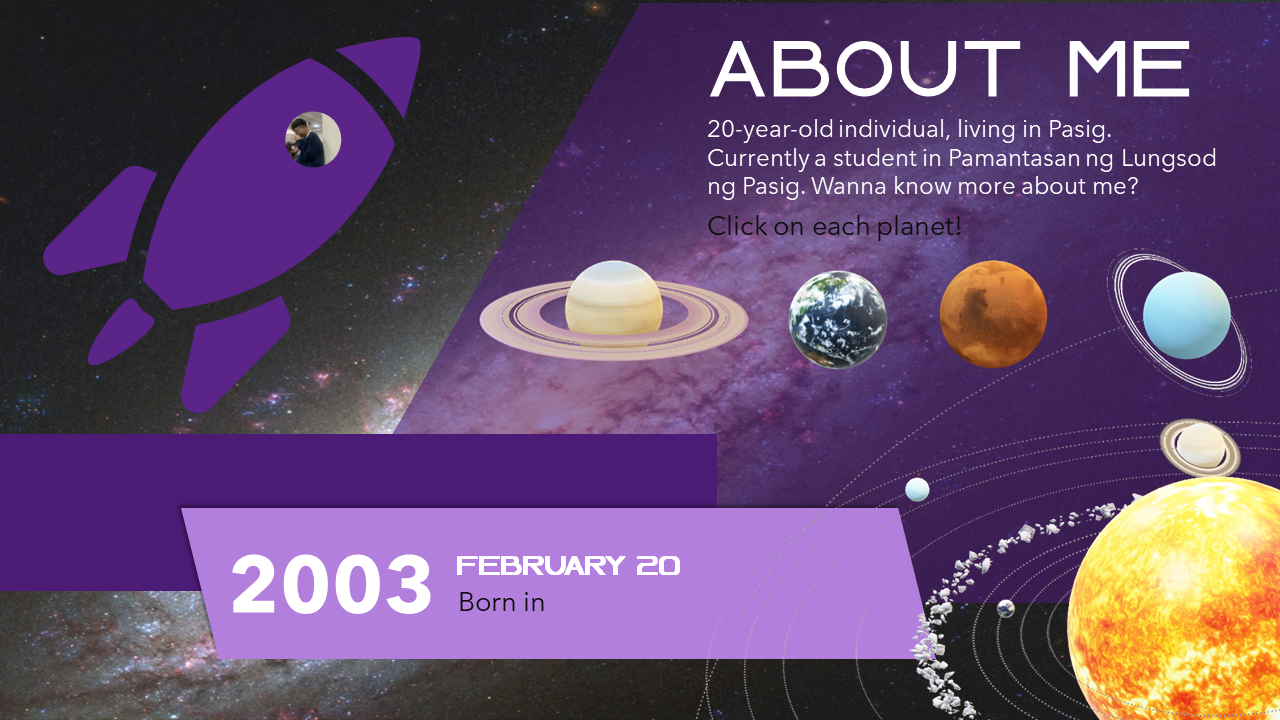 ABOUT ME
20-year-old individual, living in Pasig.
Currently a student in Pamantasan ng Lungsod
ng Pasig. Wanna know more about me?
Click on each planet!
2003
FEBRUARY 20
Born in